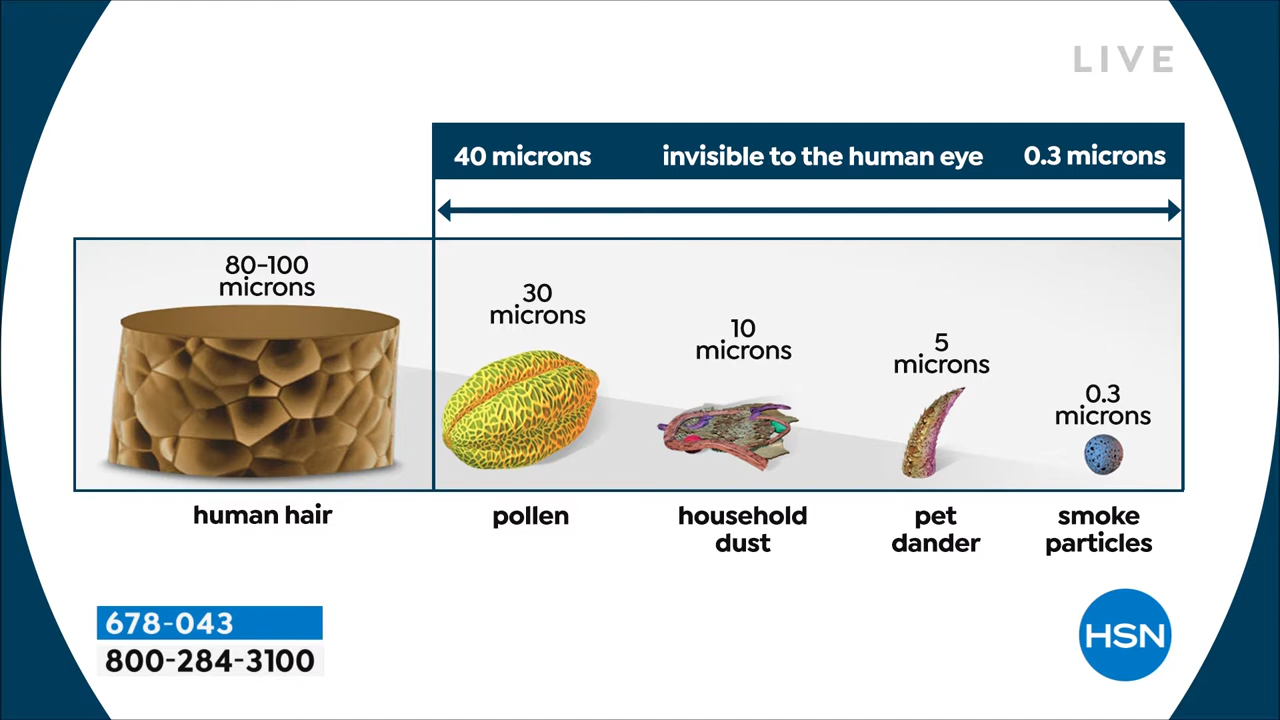 LIVE
40 microns invisible to the human eye 0.3 microns
80-100
microns
30
microns
10
microns
5
microns
0.3
microns
human hair
pollen
household
dust
pet
dander
smoke
particles
678-043
800-284-3100
HSN